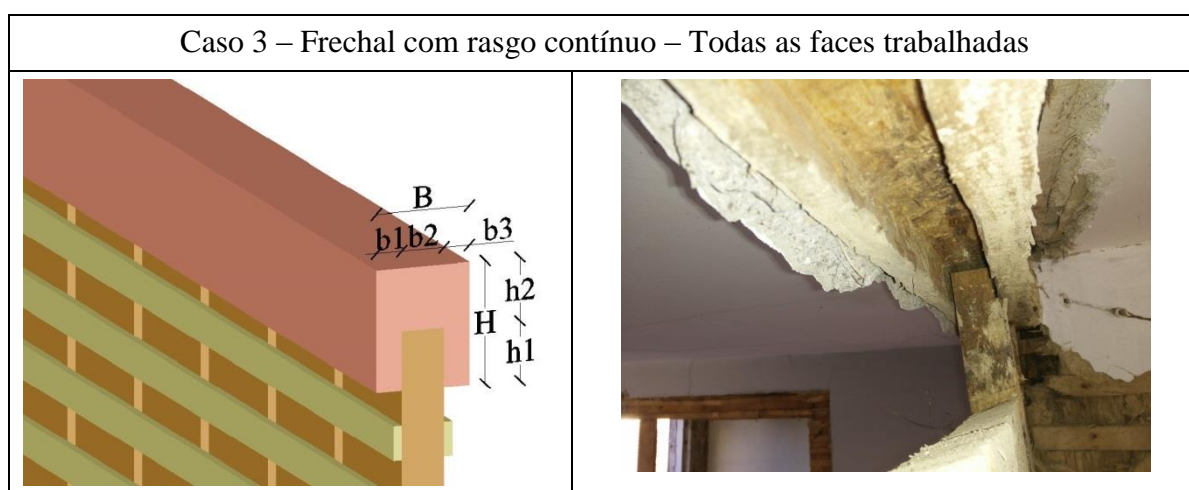 Caso 3 – Frechal com rasgo contínuo – Todas as faces trabalhadas
B
b1 b2 b3
h2
H
h1